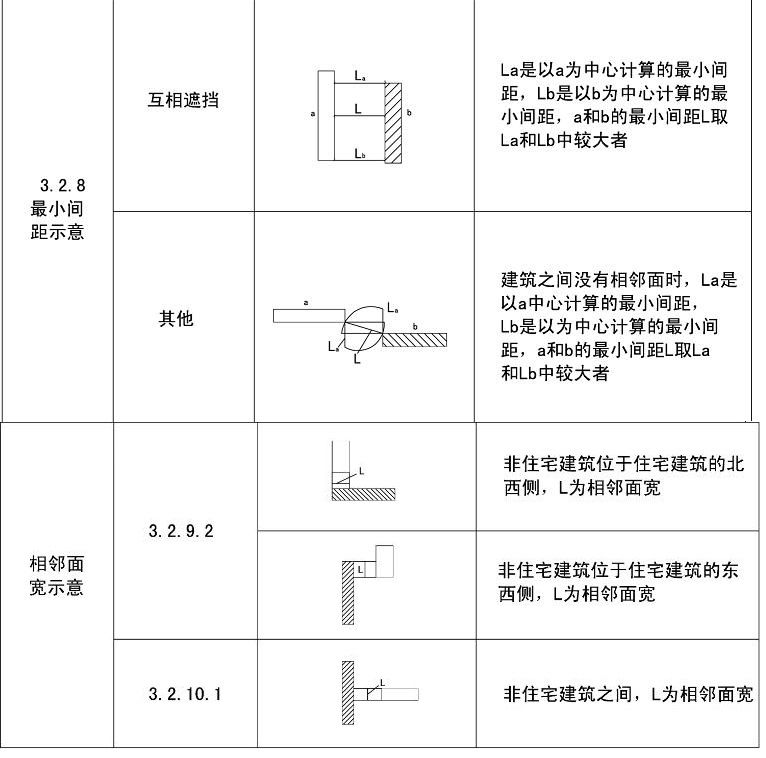 3.2.8
最小间
距示意
互相遮挡
La
a
L
b
Lb
La是以a为中心计算的最小间
距，Lb是以b为中心计算的最
小间距，a和b的最小间距L取
La和Lb中较大者
其他
a
La
b
La
L
建筑之间没有相邻面时，La是
以a中心计算的最小间距，
Lb是以为中心计算的最小间
距，a和b的最小间距L取La
和Lb中较大者
相邻面
宽示意
3.2.9.2
L
非住宅建筑位于住宅建筑的北
西侧，L为相邻面宽
L
非住宅建筑位于住宅建筑的东
西侧，L为相邻面宽
3.2.10.1
L
非住宅建筑之间，L为相邻面宽